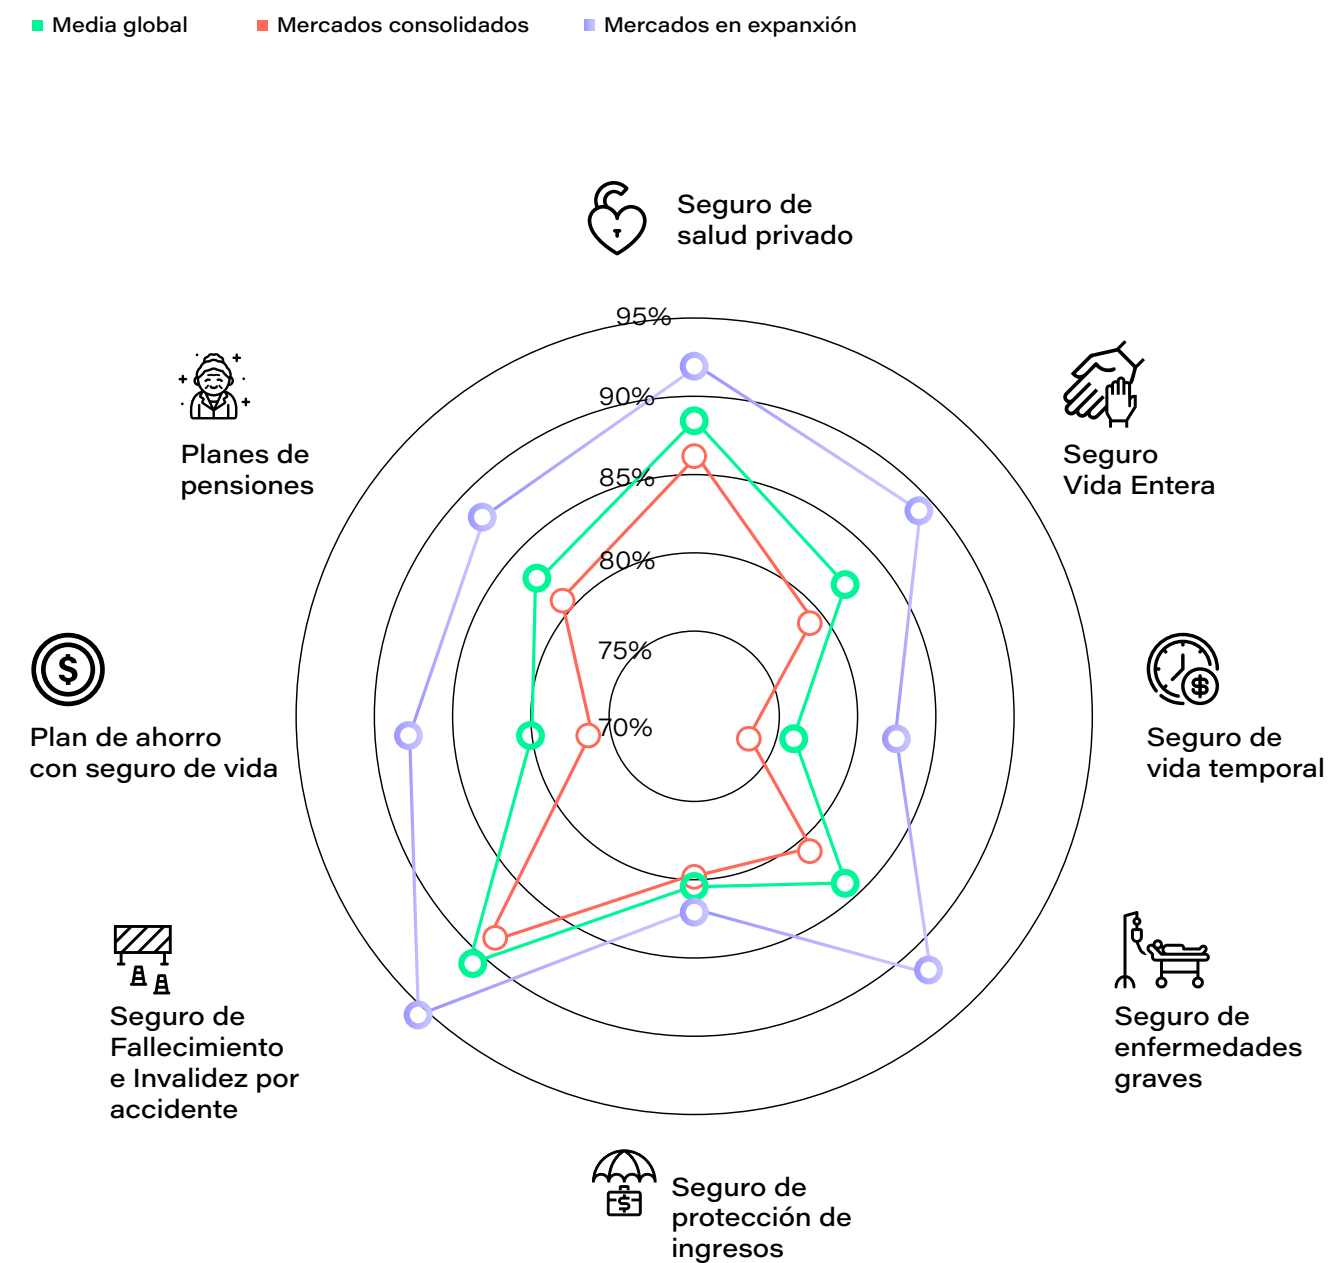 Media global
Mercados consolidados
Mercados en expanxión
Seguro de
salud privado
95%
90%
85%
80%
75%
70%
Planes de
pensiones
Seguro
Vida Entera
Plan de ahorro
con seguro de vida
Seguro de
vida temporal
Seguro de
Fallecimiento
e Invalidez por
accidente
Seguro de
enfermedades
graves
Seguro de
protección de
ingresos